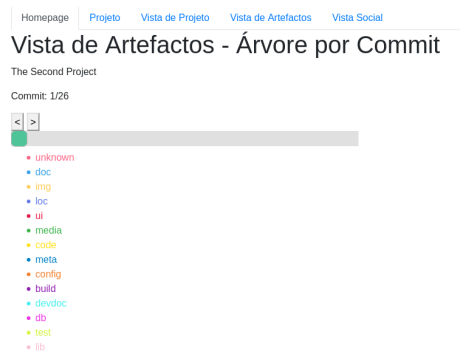 Homepage Projeto Vista de Projeto Vista de Artefactos Vista Social
Vista de Artefactos - Árvore por Commit
The Second Project
Commit: 1/26
< >
unknown
doc
img
loc
ui
media
code
meta
config
build
devdoc
db
test
lib